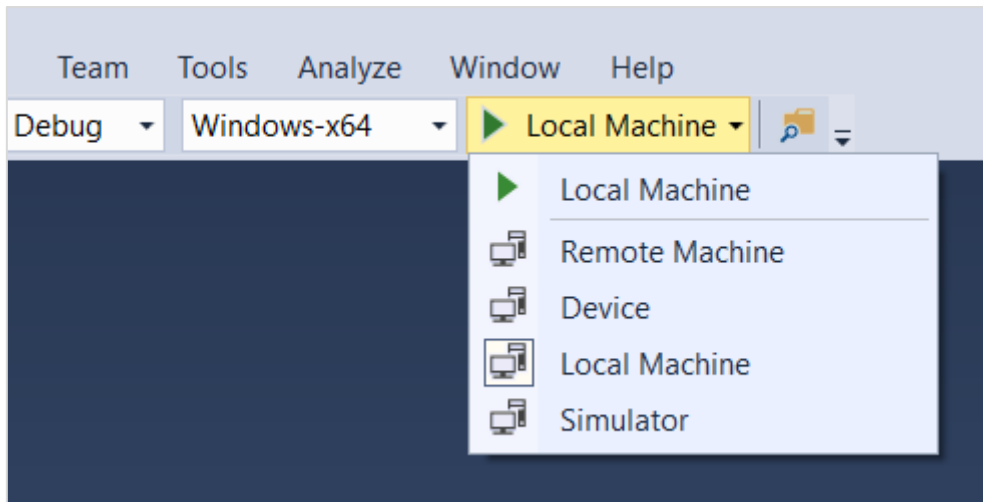 Team Tools Analyze Window Help
Debug Windows-x64 Local Machine
Local Machine
Remote Machine
Device
Local Machine
Simulator